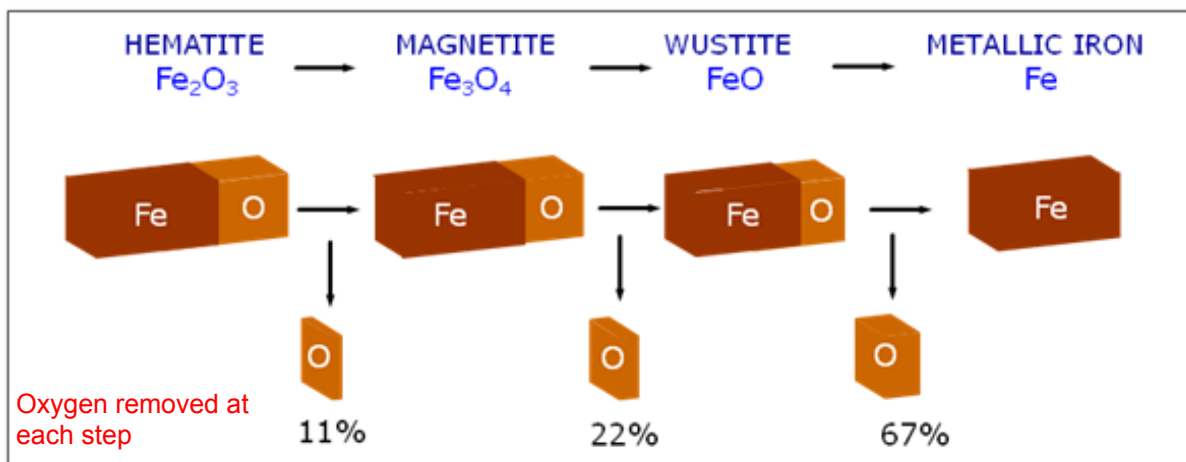 HEMATITE MAGNETITE WUSTITE METALLIC IRON
Fe₂O₃ Fe₃O₄ FeO Fe
Fe O Fe O Fe O Fe
O O O
Oxygen removed at
each step
11% 22% 67%